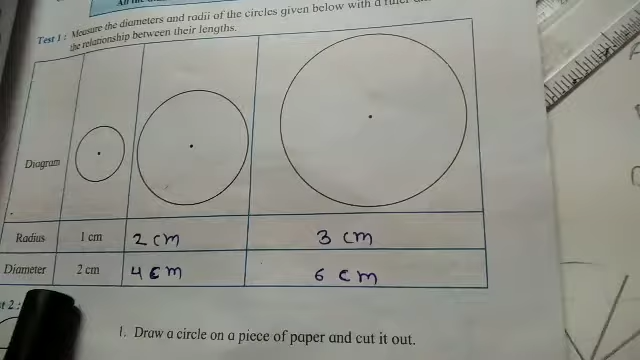 Test 1 : Measure the diameters and radii of the circles given below with a ruler
the relationship between their lengths.
Diagram
Radius 1 cm 2 cm 3 cm
Diameter 2 cm 4 cm 6 cm
2 :
1. Draw a circle on a piece of paper and cut it out.